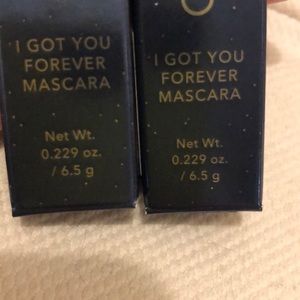 I GOT YOU
FOREVER
MASCARA
Net Wt.
0.229 oz.
/ 6.5 g
I GOT YOU
FOREVER
MASCARA
Net Wt.
0.229 oz.
/ 6.5 g